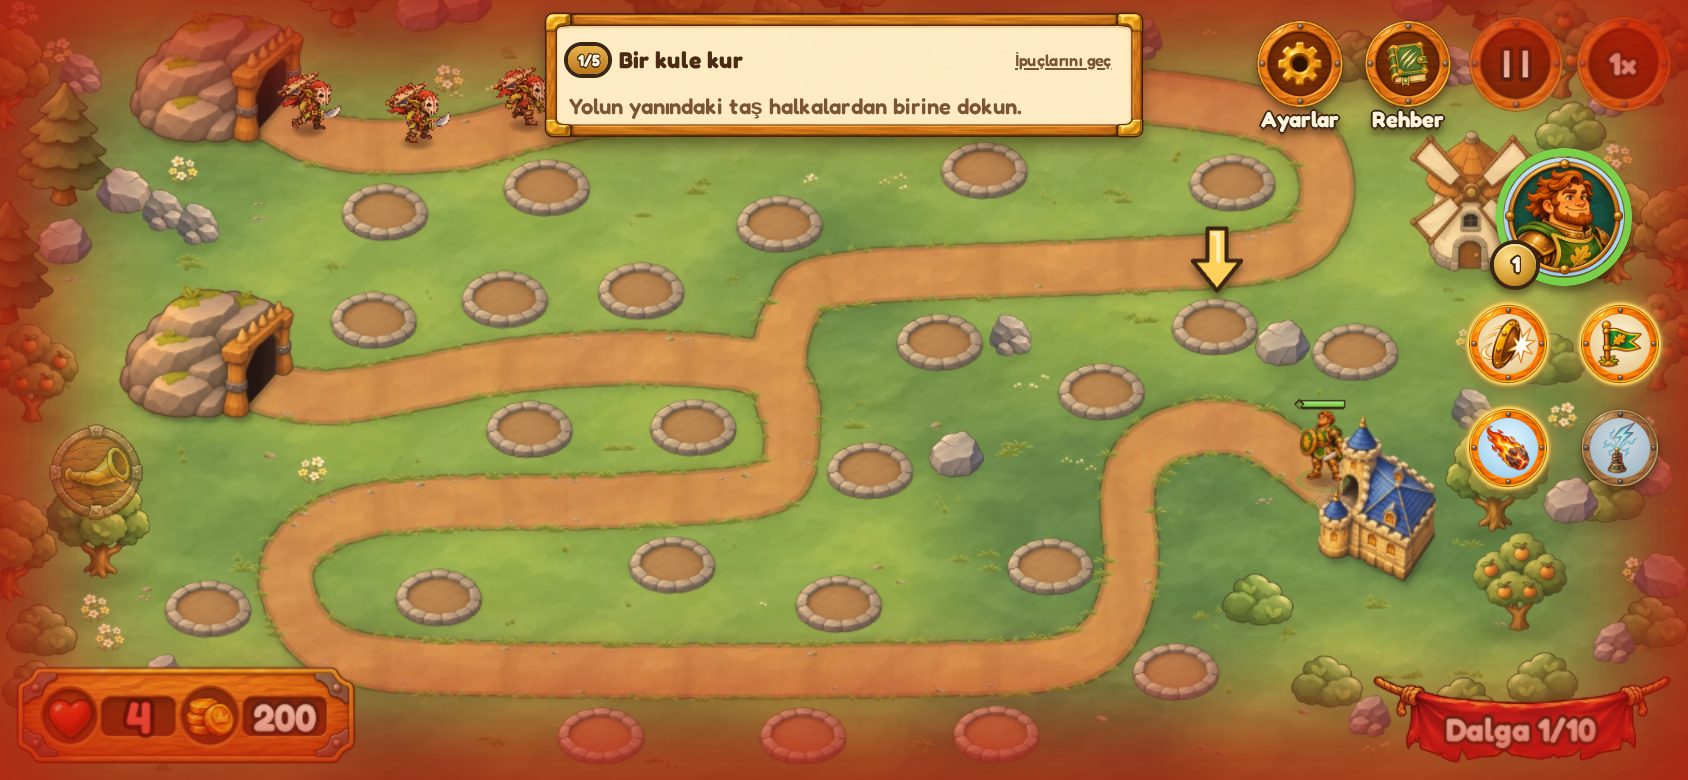 1/5 Bir kule kur İpuçlarını geç
Yolun yanındaki taş halkalardan birine dokun.
1x
Ayarlar Rehber
1
4 200
Dalga 1/10